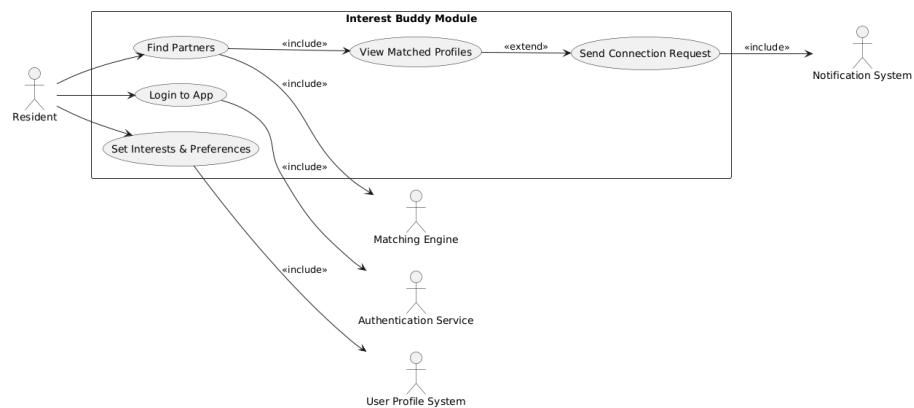 Interest Buddy Module
Find Partners
«include»
View Matched Profiles
«extend»
Send Connection Request
«include»
Notification System
Resident
Login to App
«include»
Set Interests & Preferences
«include»
Matching Engine
«include»
Authentication Service
User Profile System